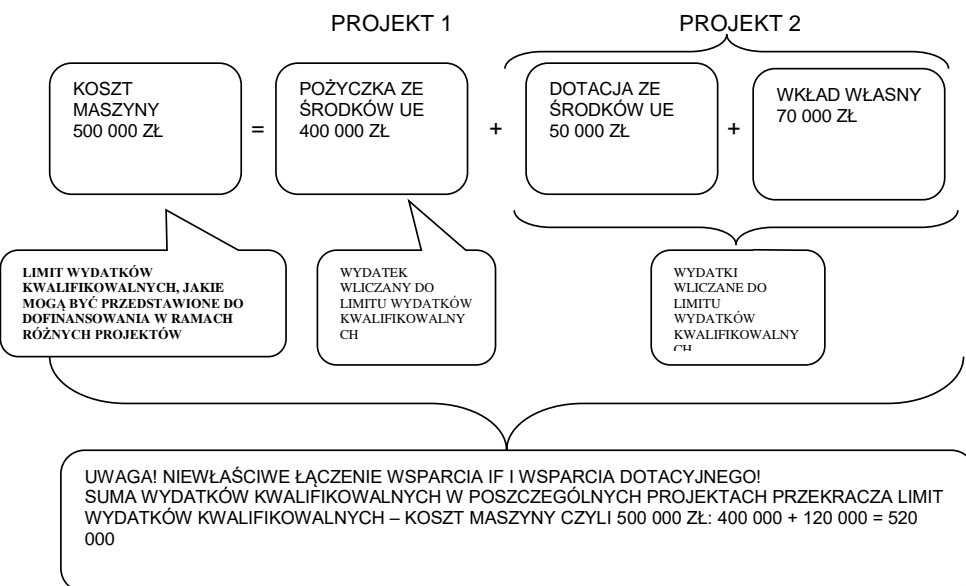 PROJEKT 1
PROJEKT 2
KOSZT
MASZYNY
500 000 ZŁ
=
POŻYCZKA ZE
ŚRODKÓW UE
400 000 ZŁ
+
DOTACJA ZE
ŚRODKÓW UE
50 000 ZŁ
+
WKŁAD WŁASNY
70 000 ZŁ
LIMIT WYDATKÓW
KWALIFIKOWALNYCH, JAKIE
MOGĄ BYĆ PRZEDSTAWIONE DO
DOFINANSOWANIA W RAMACH
RÓŻNYCH PROJEKTÓW
WYDATEK
WLICZANY DO
LIMITU WYDATKÓW
KWALIFIKOWALNY
CH
WYDATKI
WLICZANE DO
LIMITU
WYDATKÓW
KWALIFIKOWALNY
CH
UWAGA! NIEWŁAŚCIWE ŁĄCZENIE WSPARCIA IF I WSPARCIA DOTACYJNEGO!
SUMA WYDATKÓW KWALIFIKOWALNYCH W POSZCZEGÓLNYCH PROJEKTACH PRZEKRACZA LIMIT
WYDATKÓW KWALIFIKOWALNYCH – KOSZT MASZYNY CZYLI 500 000 ZŁ: 400 000 + 120 000 = 520
000